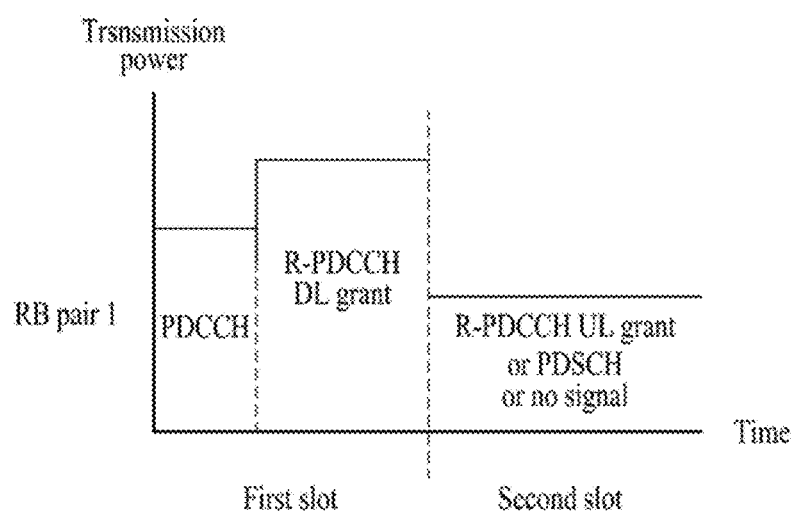 Trsnsmission
power
RB pair 1
PDCCH
R-PDCCH
DL grant
R-PDCCH UL grant
or PDSCH
or no signal
Time
First slot
Second slot